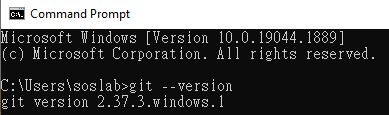 Command Prompt
Microsoft Windows [Version 10.0.19044.1889]
(c) Microsoft Corporation. All rights reserved.
C:\Users\soslab>git --version
git version 2.37.3.windows.1